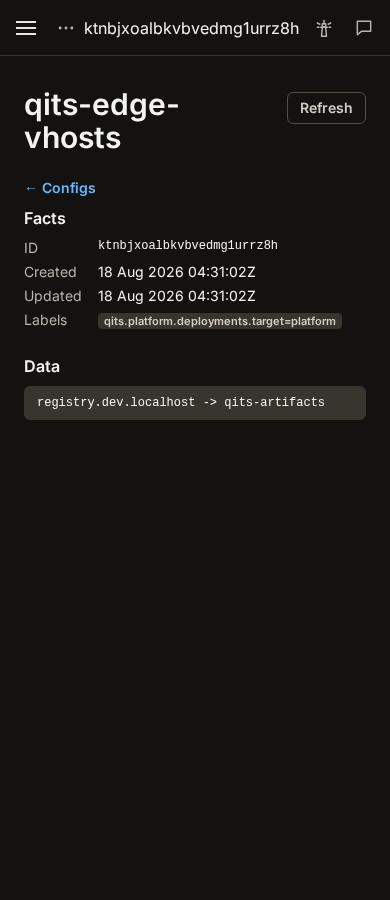 ktnbjxoalbkvbvedmg1urrz8h
qits-edge-
vhosts
Refresh
← Configs
Facts
ID ktnbjxoalbkvbvedmg1urrz8h
Created 18 Aug 2026 04:31:02Z
Updated 18 Aug 2026 04:31:02Z
Labels qits.platform.deployments.target=platform
Data
registry.dev.localhost -> qits-artifacts